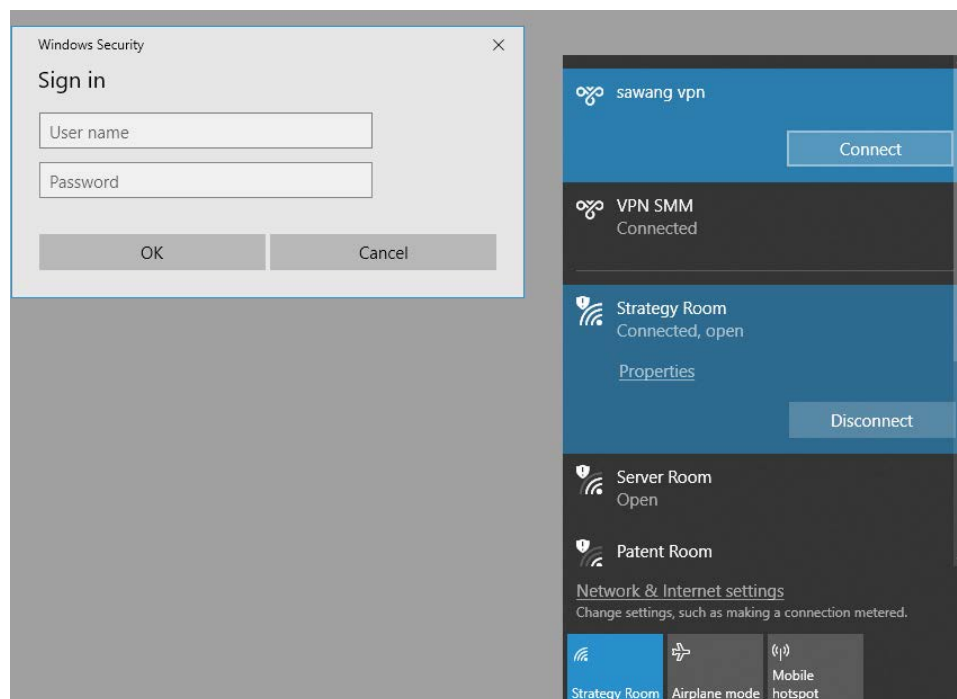 Windows Security
Sign in
User name
Password
OK
Cancel
sawang vpn
Connect
VPN SMM
Connected
Strategy Room
Connected, open
Properties
Disconnect
Server Room
Open
Patent Room
Network & Internet settings
Change settings, such as making a connection metered.
Strategy Room
Airplane mode
Mobile
hotspot